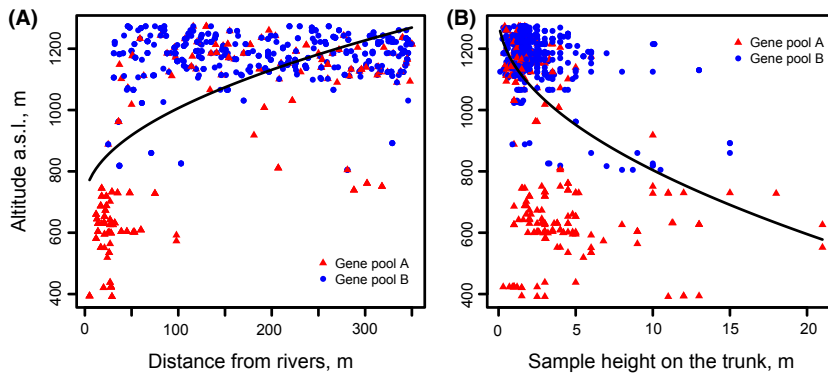 (A)
Altitude a.s.l., m
400 600 800 1000 1200
Gene pool A
Gene pool B
0 50 100 200 300
Distance from rivers, m
(B)
400 600 800 1000 1200
Gene pool A
Gene pool B
0 5 10 15 20
Sample height on the trunk, m